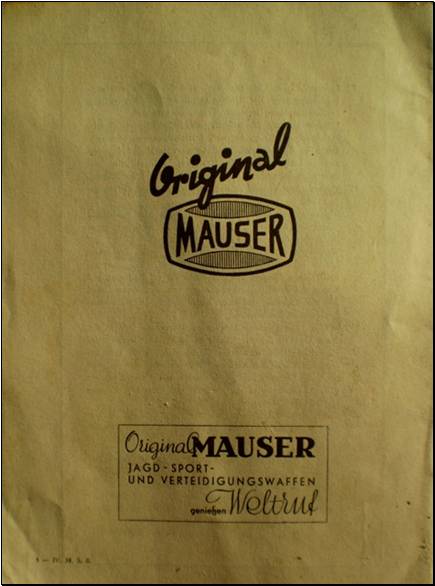 Original
MAUSER
Original MAUSER
JAGD-SPORT-
UND VERTEIDIGUNGSWAFFEN
genießen Weltruf